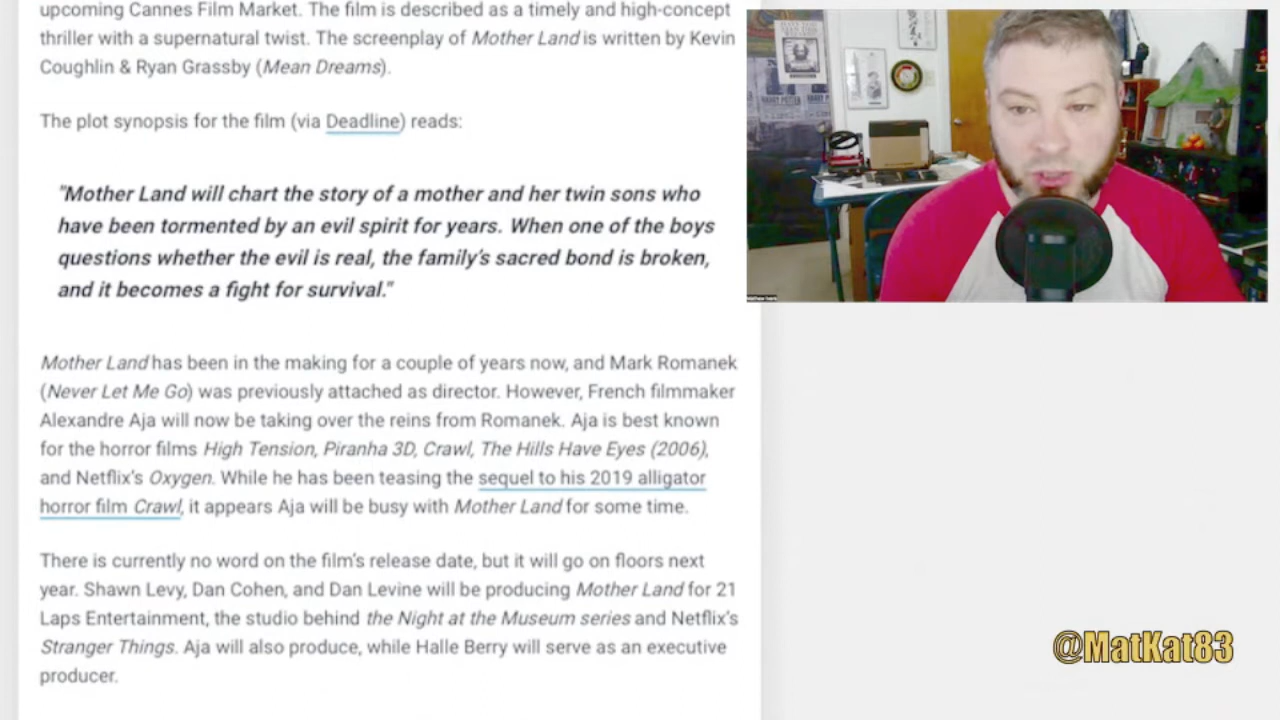 upcoming Cannes Film Market. The film is described as a timely and high-concept
thriller with a supernatural twist. The screenplay of Mother Land is written by Kevin
Coughlin & Ryan Grassby (Mean Dreams).
The plot synopsis for the film (via Deadline) reads:
"Mother Land will chart the story of a mother and her twin sons who
have been tormented by an evil spirit for years. When one of the boys
questions whether the evil is real, the family's sacred bond is broken,
and it becomes a fight for survival."
Mother Land has been in the making for a couple of years now, and Mark Romanek
(Never Let Me Go) was previously attached as director. However, French filmmaker
Alexandre Aja will now be taking over the reins from Romanek. Aja is best known
for the horror films High Tension, Piranha 3D, Crawl, The Hills Have Eyes (2006),
and Netflix's Oxygen. While he has been teasing the sequel to his 2019 alligator
horror film Crawl, it appears Aja will be busy with Mother Land for some time.
There is currently no word on the film's release date, but it will go on floors next
year. Shawn Levy, Dan Cohen, and Dan Levine will be producing Mother Land for 21
Laps Entertainment, the studio behind the Night at the Museum series and Netflix's
Stranger Things. Aja will also produce, while Halle Berry will serve as an executive
producer.
HARRY POTTER
@MatKat83